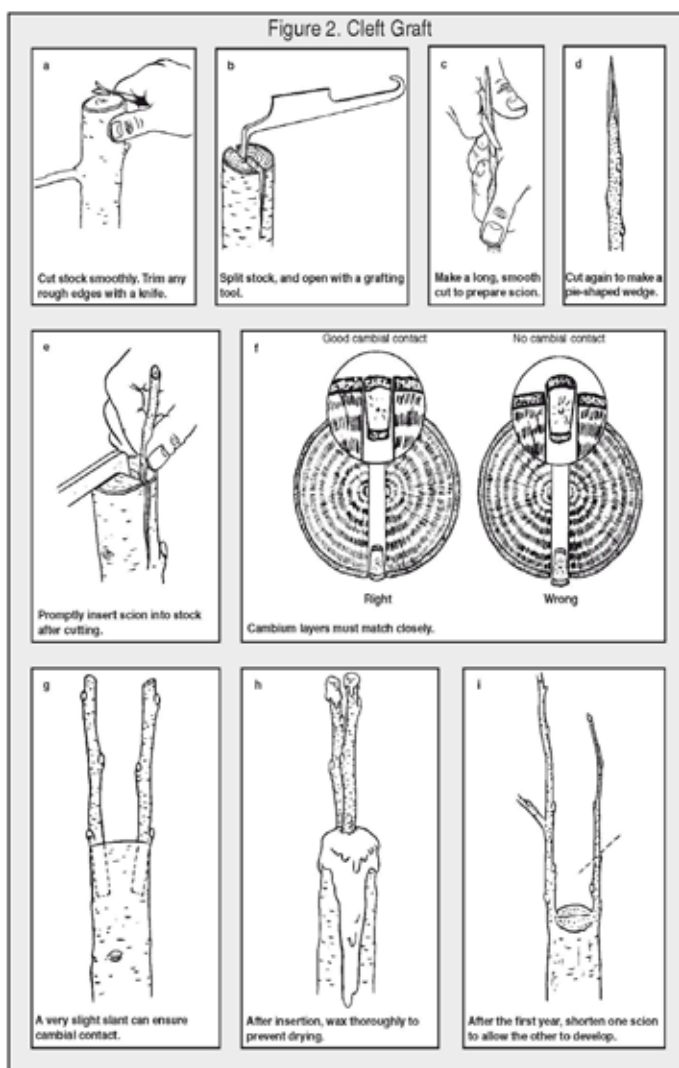 Figure 2. Cleft Graft
a
Cut stock smoothly. Trim any
rough edges with a knife.
b
Split stock, and open with a grafting
tool.
c
Make a long, smooth
cut to prepare scion.
d
Cut again to make a
pie-shaped wedge.
e
Promptly insert scion into stock
after cutting.
f
Good cambial contact
No cambial contact
Right
Wrong
Cambium layers must match closely.
g
A very slight slant can ensure
cambial contact.
h
After insertion, wax thoroughly to
prevent drying.
i
After the first year, shorten one scion
to allow the other to develop.